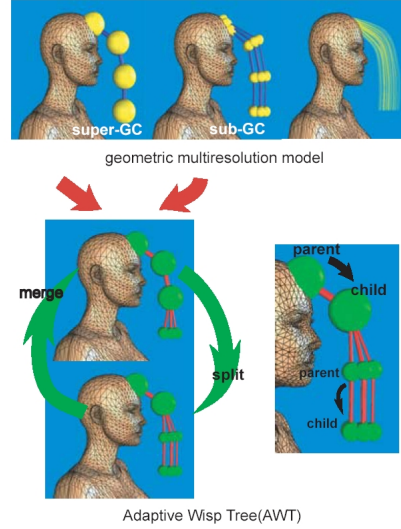 super-GC
sub-GC
geometric multiresolution model
merge
split
parent
child
parent
child
Adaptive Wisp Tree(AWT)